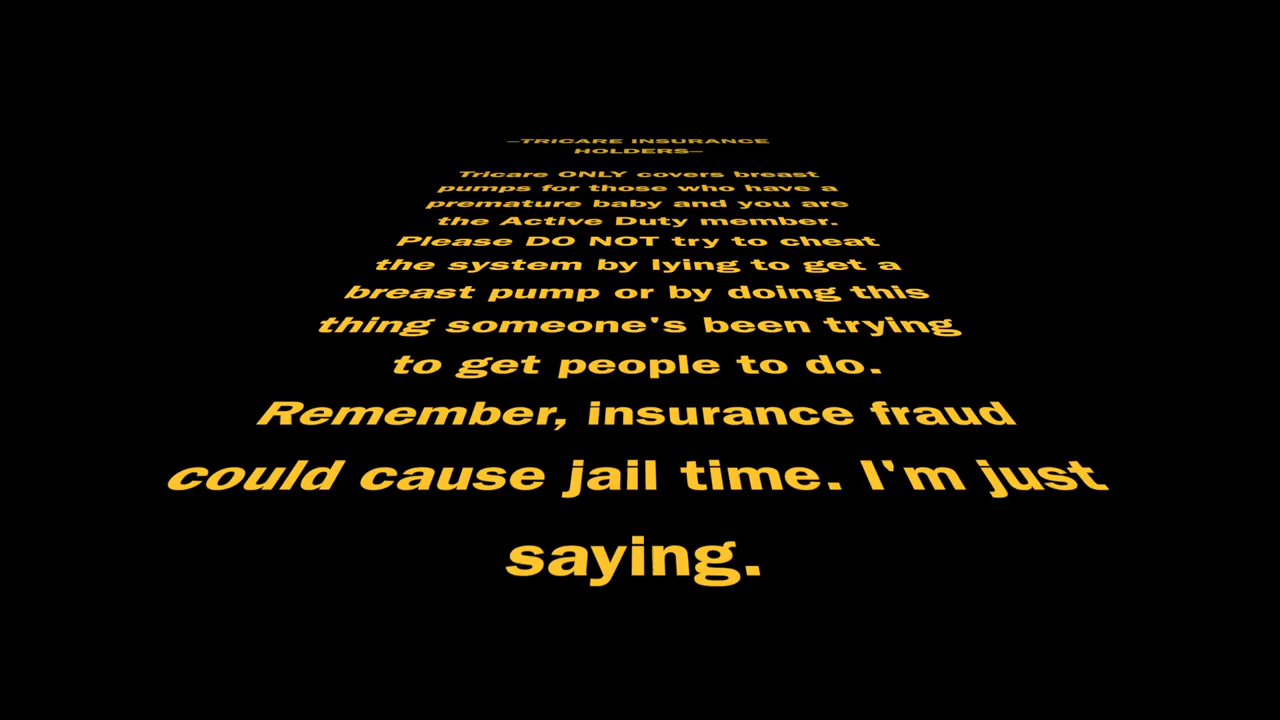 —TRICARE INSURANCE
HOLDERS—
Tricare ONLY covers breast
pumps for those who have a
premature baby and you are
the Active Duty member.
Please DO NOT try to cheat
the system by lying to get a
breast pump or by doing this
thing someone's been trying
to get people to do.
Remember, insurance fraud
could cause jail time. I'm just
saying.